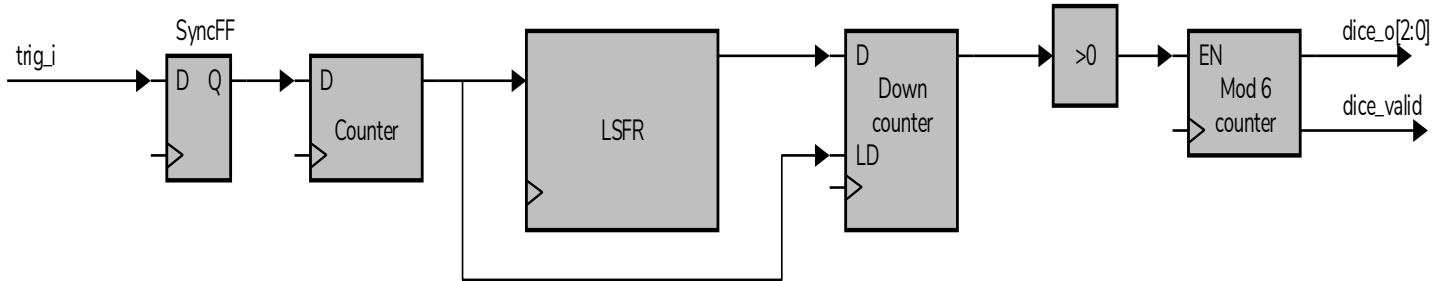 SyncFF
trig_i
D Q
D
Counter
LSFR
D
Down
counter
LD
>0
EN
Mod 6
counter
dice_o[2:0]
dice_valid